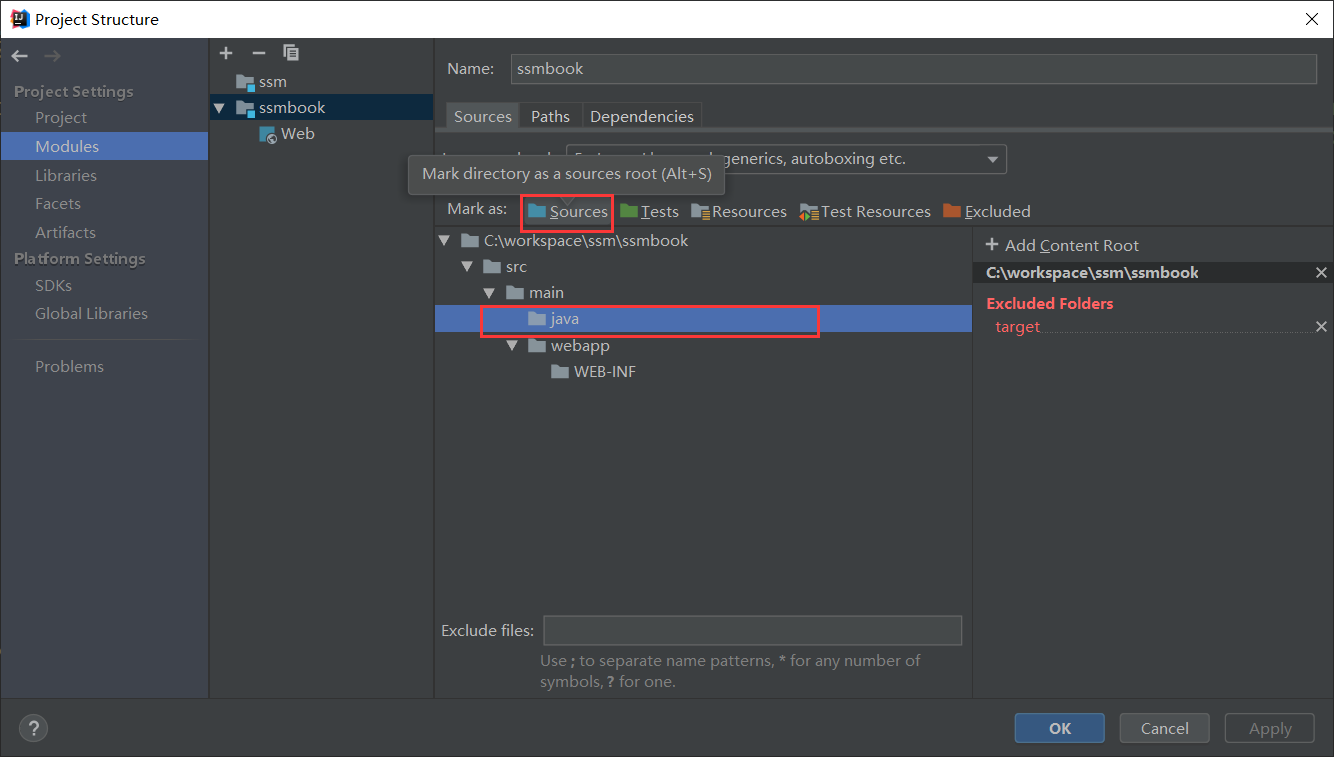 Project Structure
Project Settings
Project
Modules
Libraries
Facets
Artifacts
Platform Settings
SDKs
Global Libraries
Problems
ssm
ssmbook
Web
Name: ssmbook
Sources Paths Dependencies
generics, autoboxing etc.
Mark directory as a sources root (Alt+S)
Mark as: Sources Tests Resources Test Resources Excluded
C:\workspace\ssm\ssmbook
src
main
java
webapp
WEB-INF
Add Content Root
C:\workspace\ssm\ssmbook
Excluded Folders
target
Exclude files:
Use ; to separate name patterns, * for any number of
symbols, ? for one.
?
OK Cancel Apply